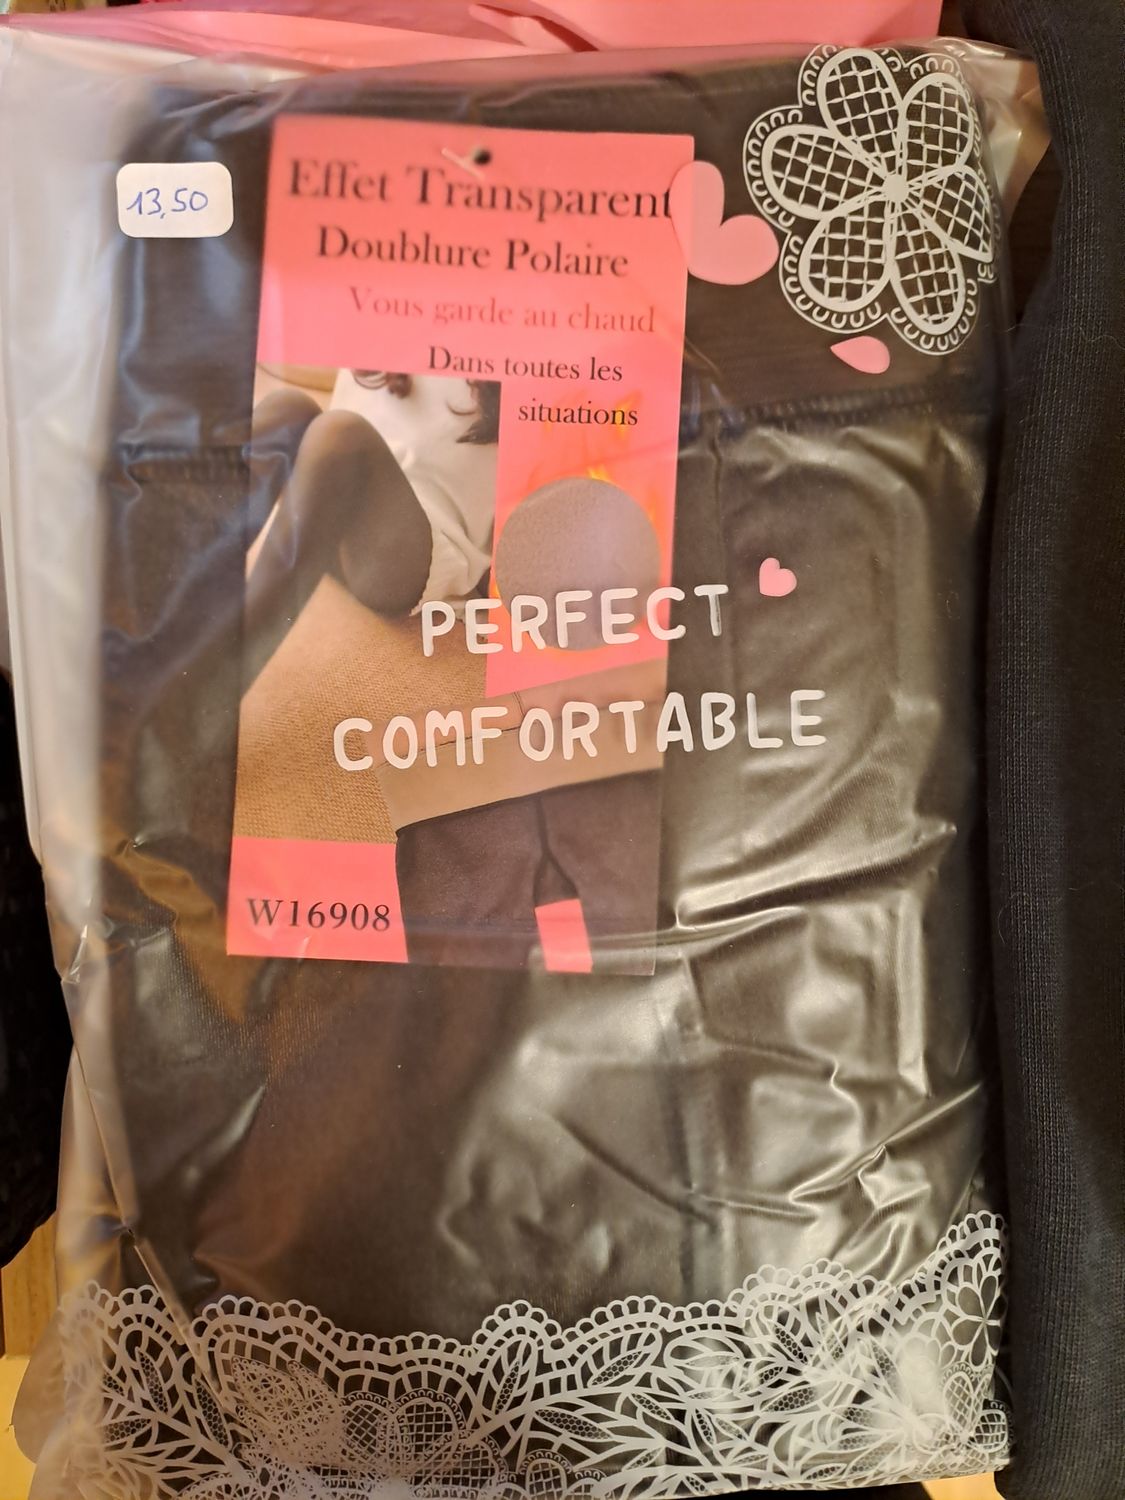 13,50
Effet Transparent
Doublure Polaire
Vous garde au chaud
Dans toutes les
situations
PERFECT
COMFORTABLE
W16908